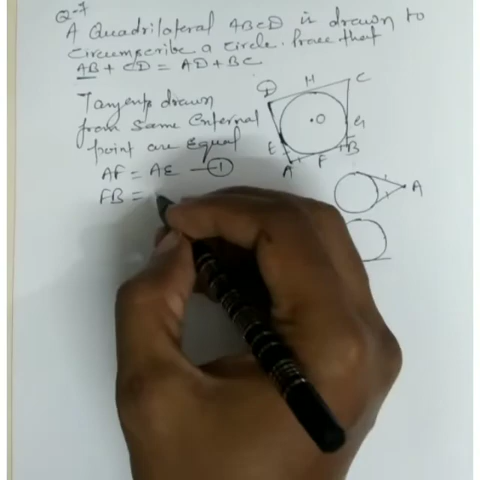 Q-7
A Quadrilateral ABCD is drawn to
circumscribe a circle. Prove that
AB + CD = AD + BC
Tangents drawn
from same external
point are equal
AF = AE — ①
FB =
D H C
O G
E F B
A
A